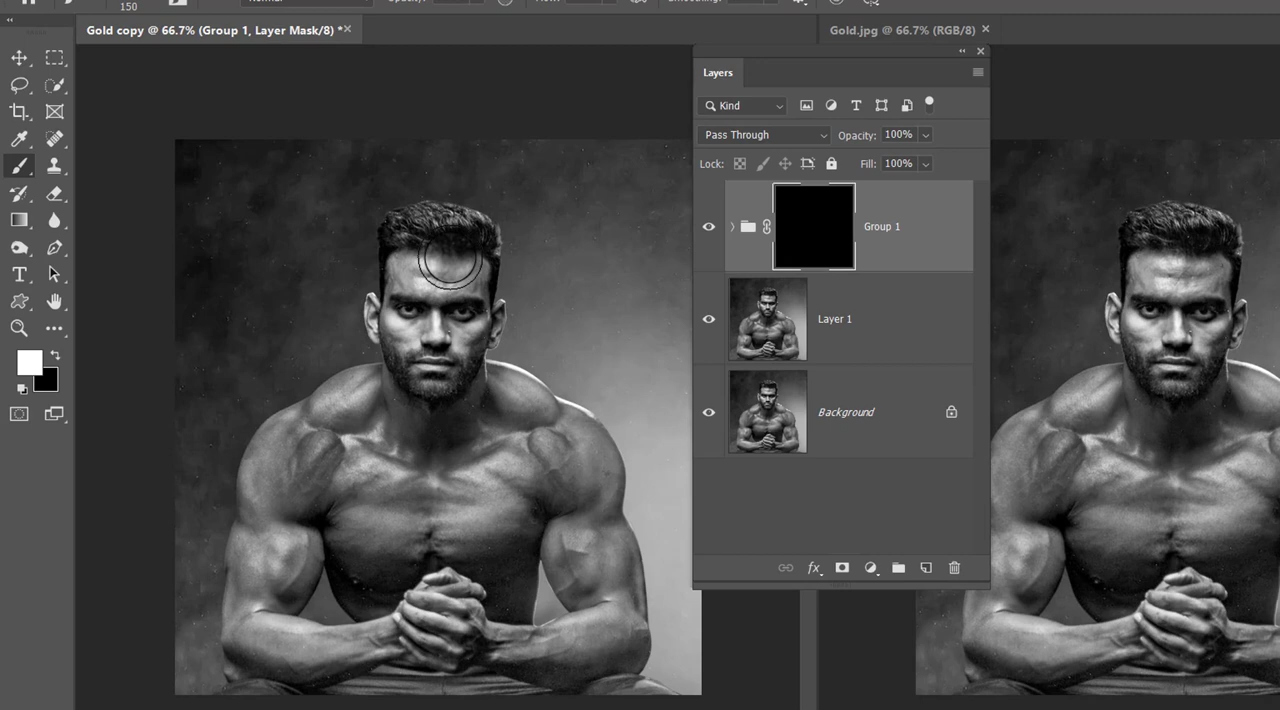 150
Gold copy @ 66.7% (Group 1, Layer Mask/8) *
Gold.jpg @ 66.7% (RGB/8)
Layers
Kind
Pass Through
Opacity: 100%
Lock:
Fill: 100%
Group 1
Layer 1
Background